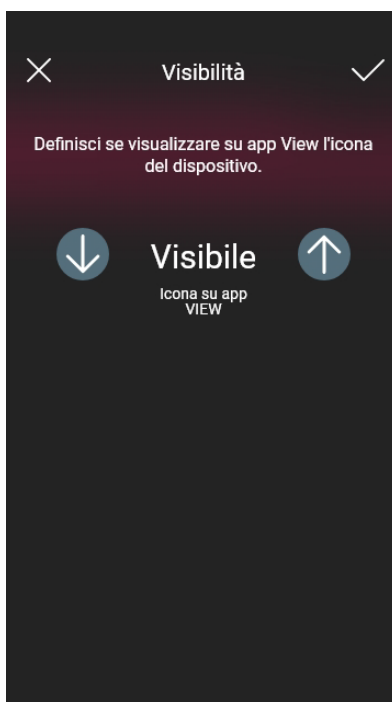 Visibilità
Definisci se visualizzare su app View l'icona
del dispositivo.
Visibile
Icona su app
VIEW